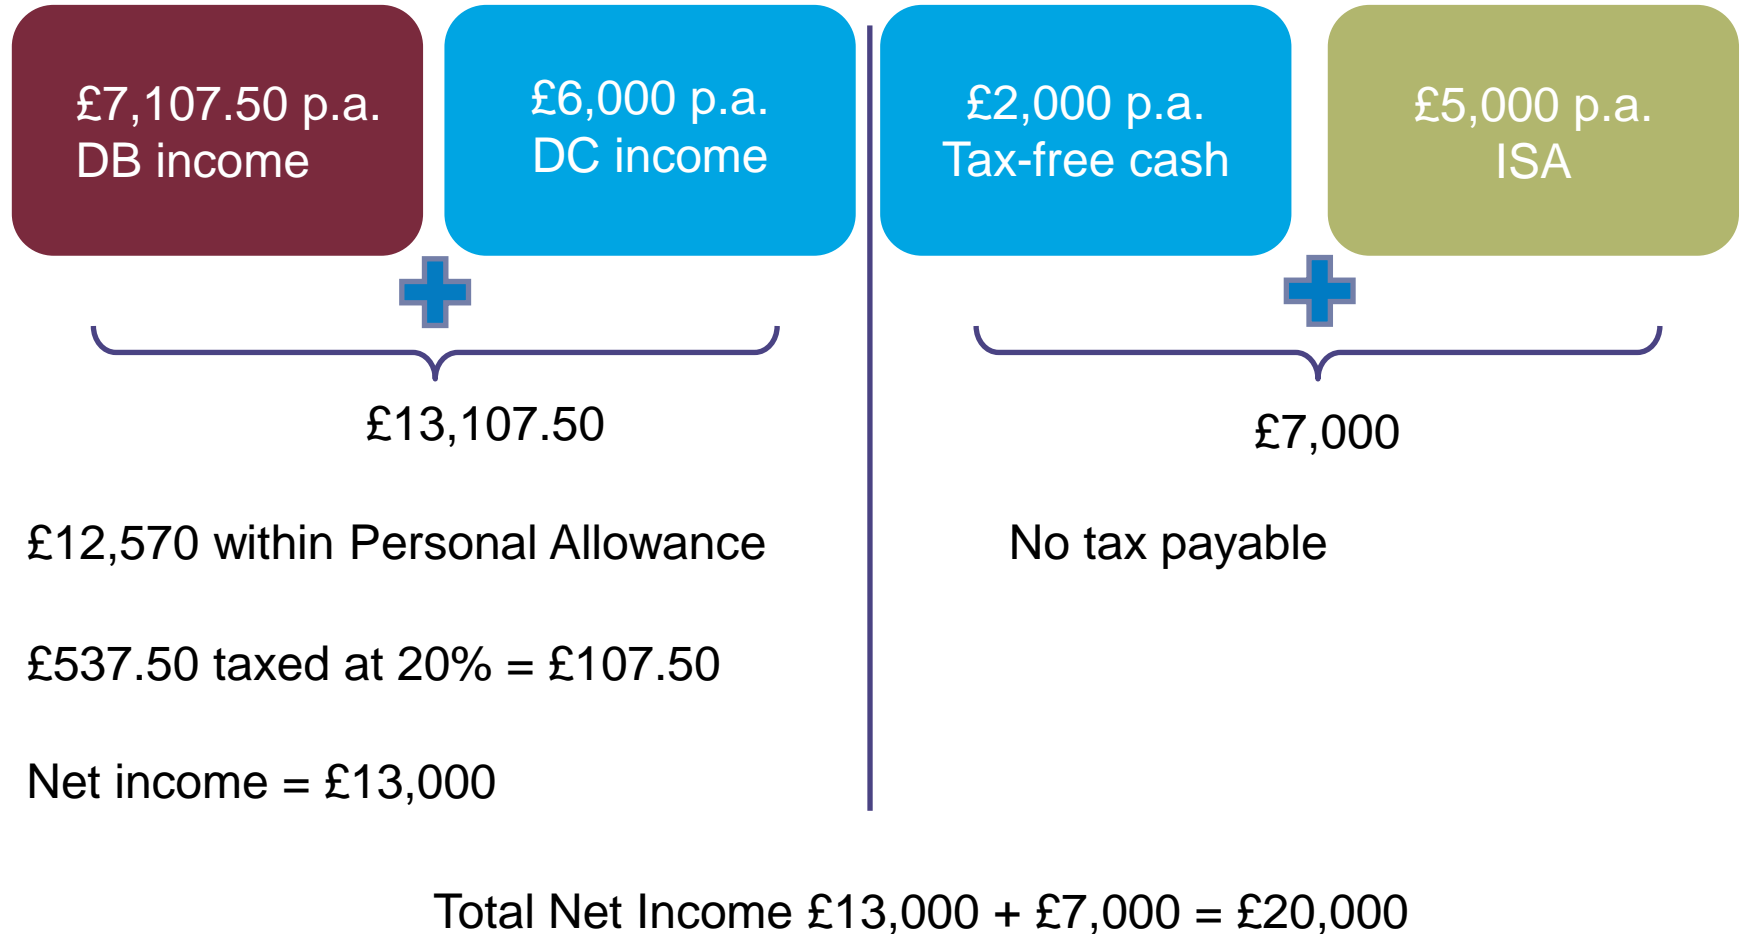 £7,107.50 p.a.
DB income
£6,000 p.a.
DC income
£2,000 p.a.
Tax-free cash
£5,000 p.a.
ISA
£13,107.50
£7,000
£12,570 within Personal Allowance
No tax payable
£537.50 taxed at 20% = £107.50
Net income = £13,000
Total Net Income £13,000 + £7,000 = £20,000